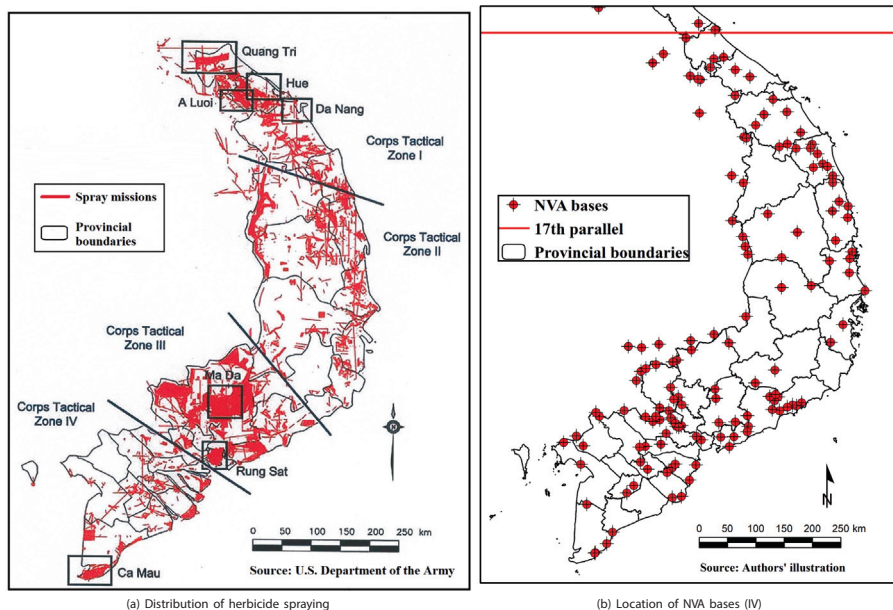 Quang Tri
Hue
A Luoi
Da Nang
Corps Tactical
Zone I
Spray missions
Provincial
boundaries
Corps Tactical
Zone II
Corps Tactical
Zone III
Ma Da
Corps Tactical
Zone IV
Rung Sat
N
0 50 100 150 200 250 km
Ca Mau
Source: U.S. Department of the Army
(a) Distribution of herbicide spraying
NVA bases
17th parallel
Provincial boundaries
N
0 50 100 150 200 250 km
Source: Authors' illustration
(b) Location of NVA bases (IV)